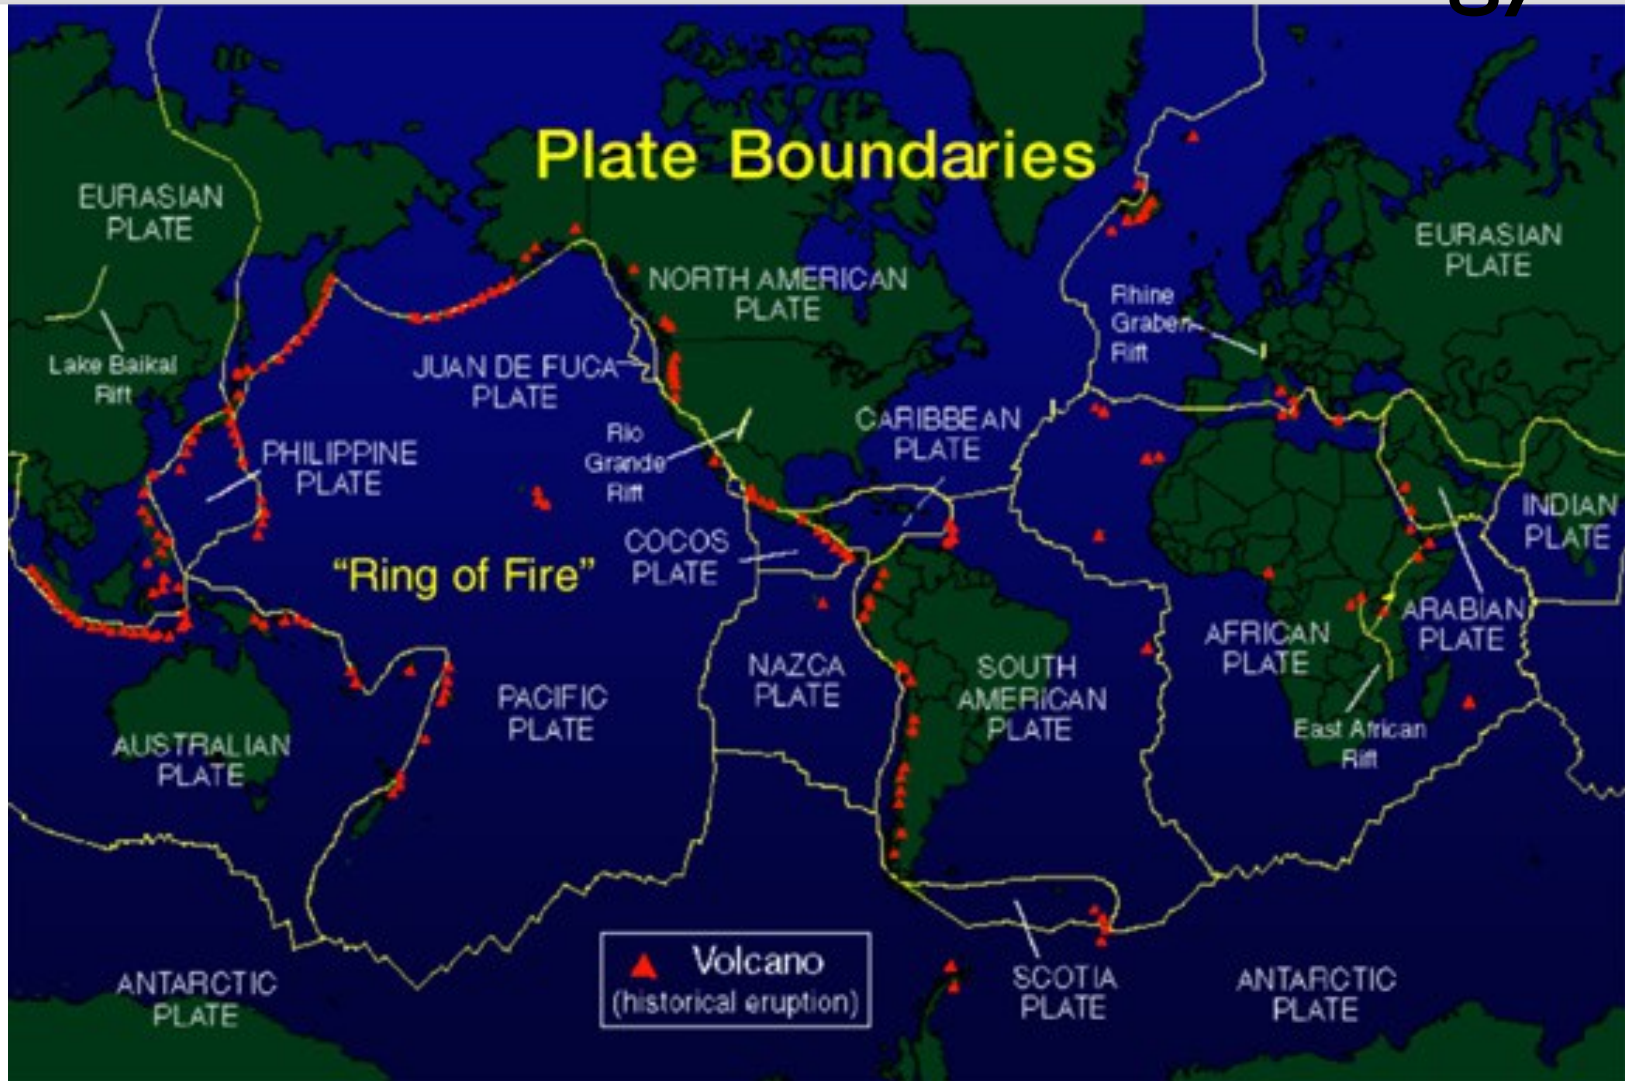 Plate Boundaries
EURASIAN
PLATE
EURASIAN
PLATE
NORTH AMERICAN
PLATE
Rhine
Graben
Rift
Lake Baikal
Rift
JUAN DE FUCA
PLATE
CARIBBEAN
PLATE
Rio
Grande
Rift
PHILIPPINE
PLATE
INDIAN
PLATE
COCOS
PLATE
"Ring of Fire"
ARABIAN
PLATE
AFRICAN
PLATE
NAZCA
PLATE
SOUTH
AMERICAN
PLATE
PACIFIC
PLATE
East African
Rift
AUSTRALIAN
PLATE
Volcano
(historical eruption)
SCOTIA
PLATE
ANTARCTIC
PLATE
ANTARCTIC
PLATE